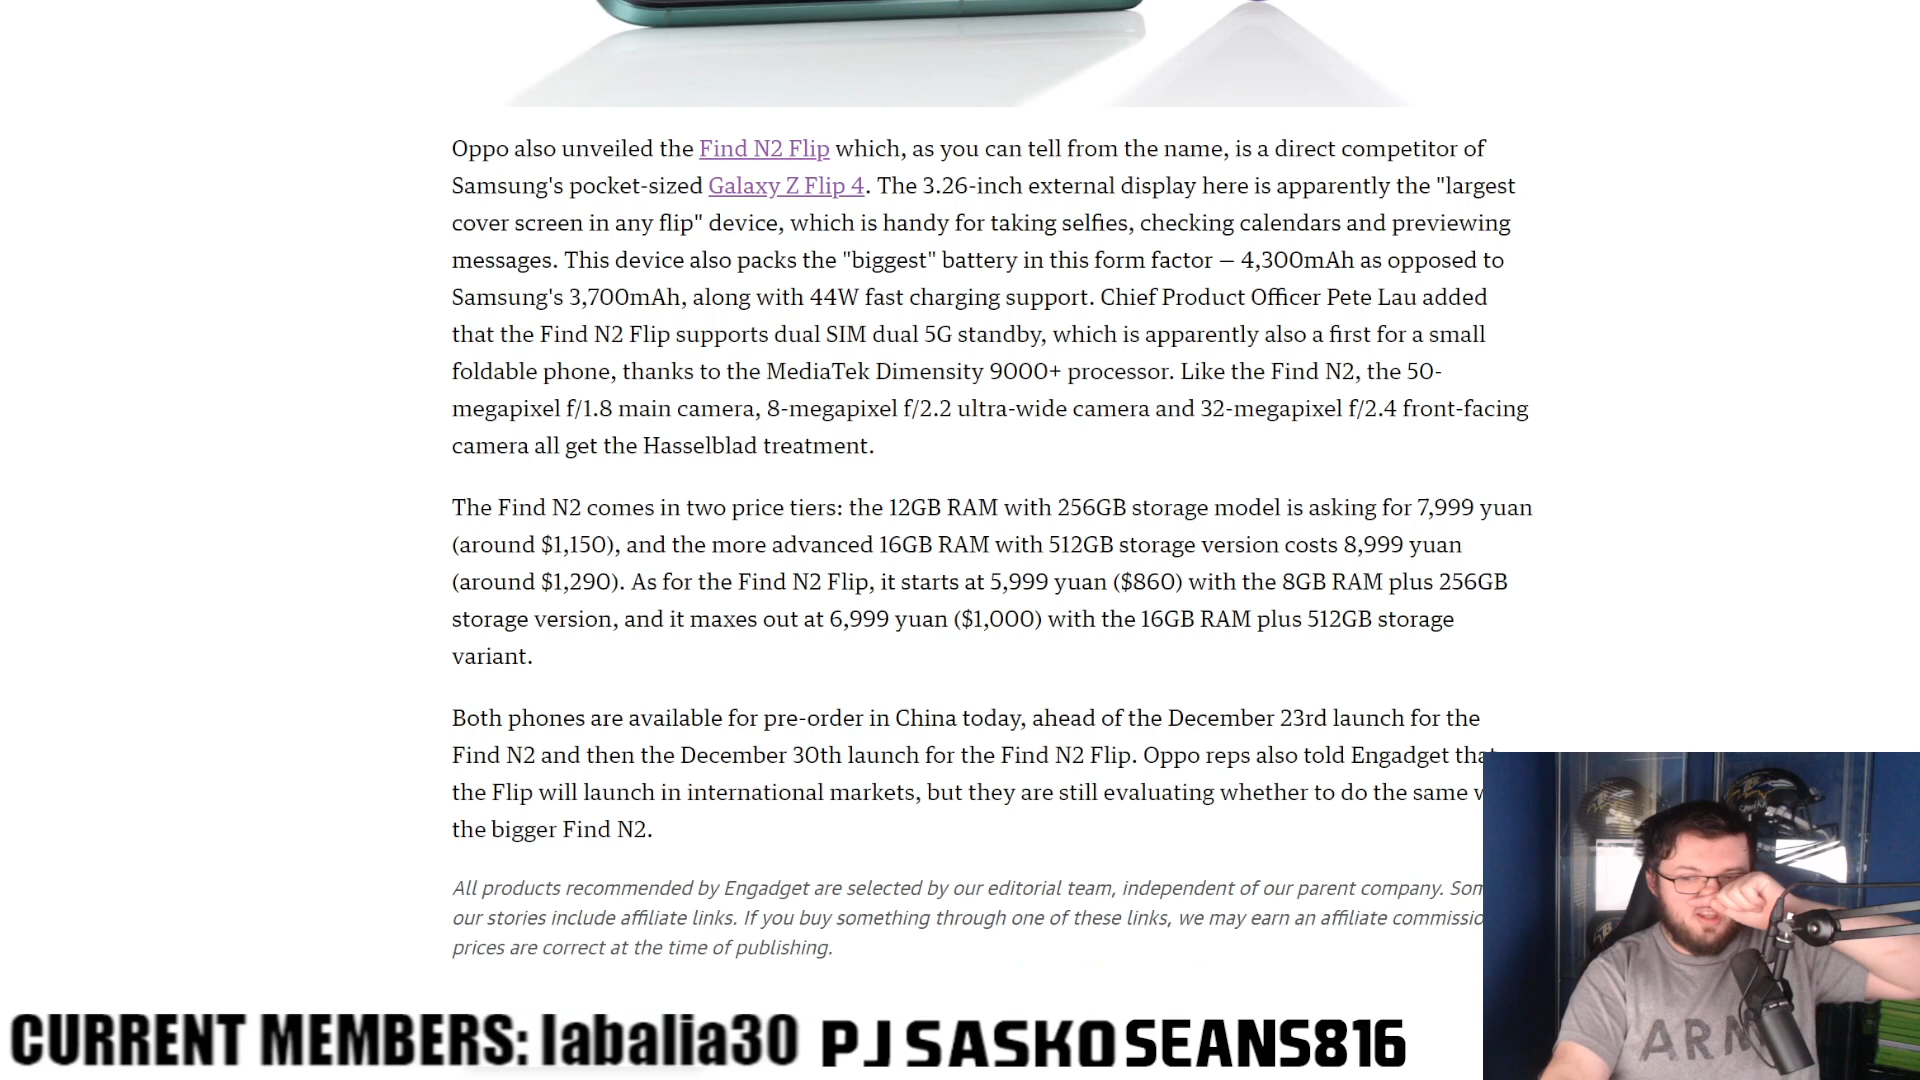 Oppo also unveiled the Find N2 Flip which, as you can tell from the name, is a direct competitor of
Samsung's pocket-sized Galaxy Z Flip 4. The 3.26-inch external display here is apparently the "largest
cover screen in any flip" device, which is handy for taking selfies, checking calendars and previewing
messages. This device also packs the "biggest" battery in this form factor – 4,300mAh as opposed to
Samsung's 3,700mAh, along with 44W fast charging support. Chief Product Officer Pete Lau added
that the Find N2 Flip supports dual SIM dual 5G standby, which is apparently also a first for a small
foldable phone, thanks to the MediaTek Dimensity 9000+ processor. Like the Find N2, the 50-
megapixel f/1.8 main camera, 8-megapixel f/2.2 ultra-wide camera and 32-megapixel f/2.4 front-facing
camera all get the Hasselblad treatment.
The Find N2 comes in two price tiers: the 12GB RAM with 256GB storage model is asking for 7,999 yuan
(around $1,150), and the more advanced 16GB RAM with 512GB storage version costs 8,999 yuan
(around $1,290). As for the Find N2 Flip, it starts at 5,999 yuan ($860) with the 8GB RAM plus 256GB
storage version, and it maxes out at 6,999 yuan ($1,000) with the 16GB RAM plus 512GB storage
variant.
Both phones are available for pre-order in China today, ahead of the December 23rd launch for the
Find N2 and then the December 30th launch for the Find N2 Flip. Oppo reps also told Engadget
the Flip will launch in international markets, but they are still evaluating whether to do the same
the bigger Find N2.
All products recommended by Engadget are selected by our editorial team, independent of our parent company.
our stories include affiliate links. If you buy something through one of these links, we may earn an affiliate
prices are correct at the time of publishing.
CURRENT MEMBERS: labalia30 PJ SASKO SEANS816